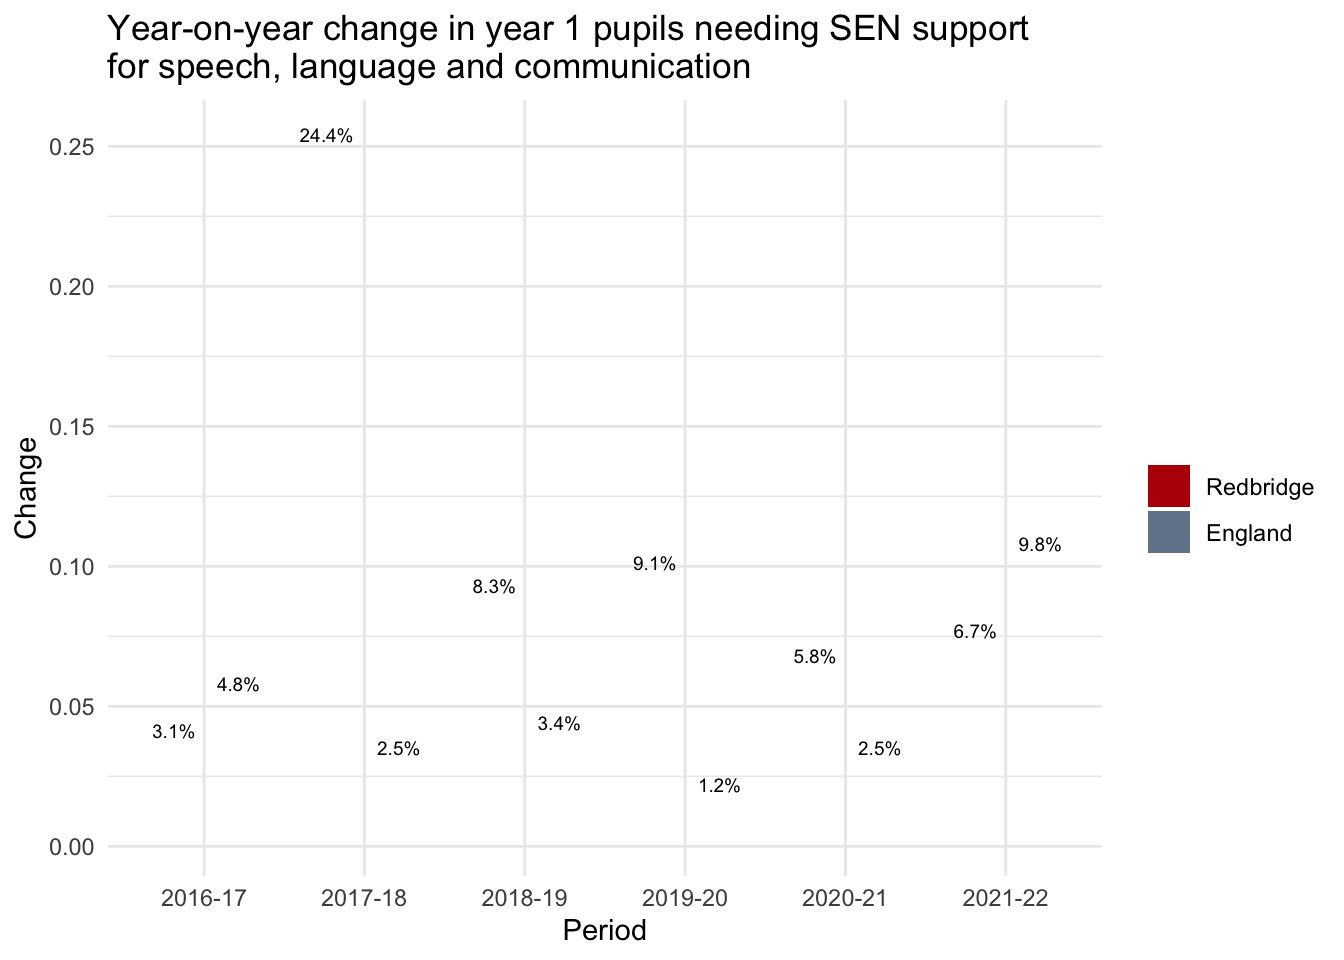 Year-on-year change in year 1 pupils needing SEN support
for speech, language and communication
24.4%
0.25
0.20
0.15
Change
Redbridge
England
9.8%
9.1%
0.10
8.3%
6.7%
5.8%
4.8%
0.05
3.1%
3.4%
2.5%
2.5%
1.2%
0.00
2016-17 2017-18 2018-19 2019-20 2020-21 2021-22
Period